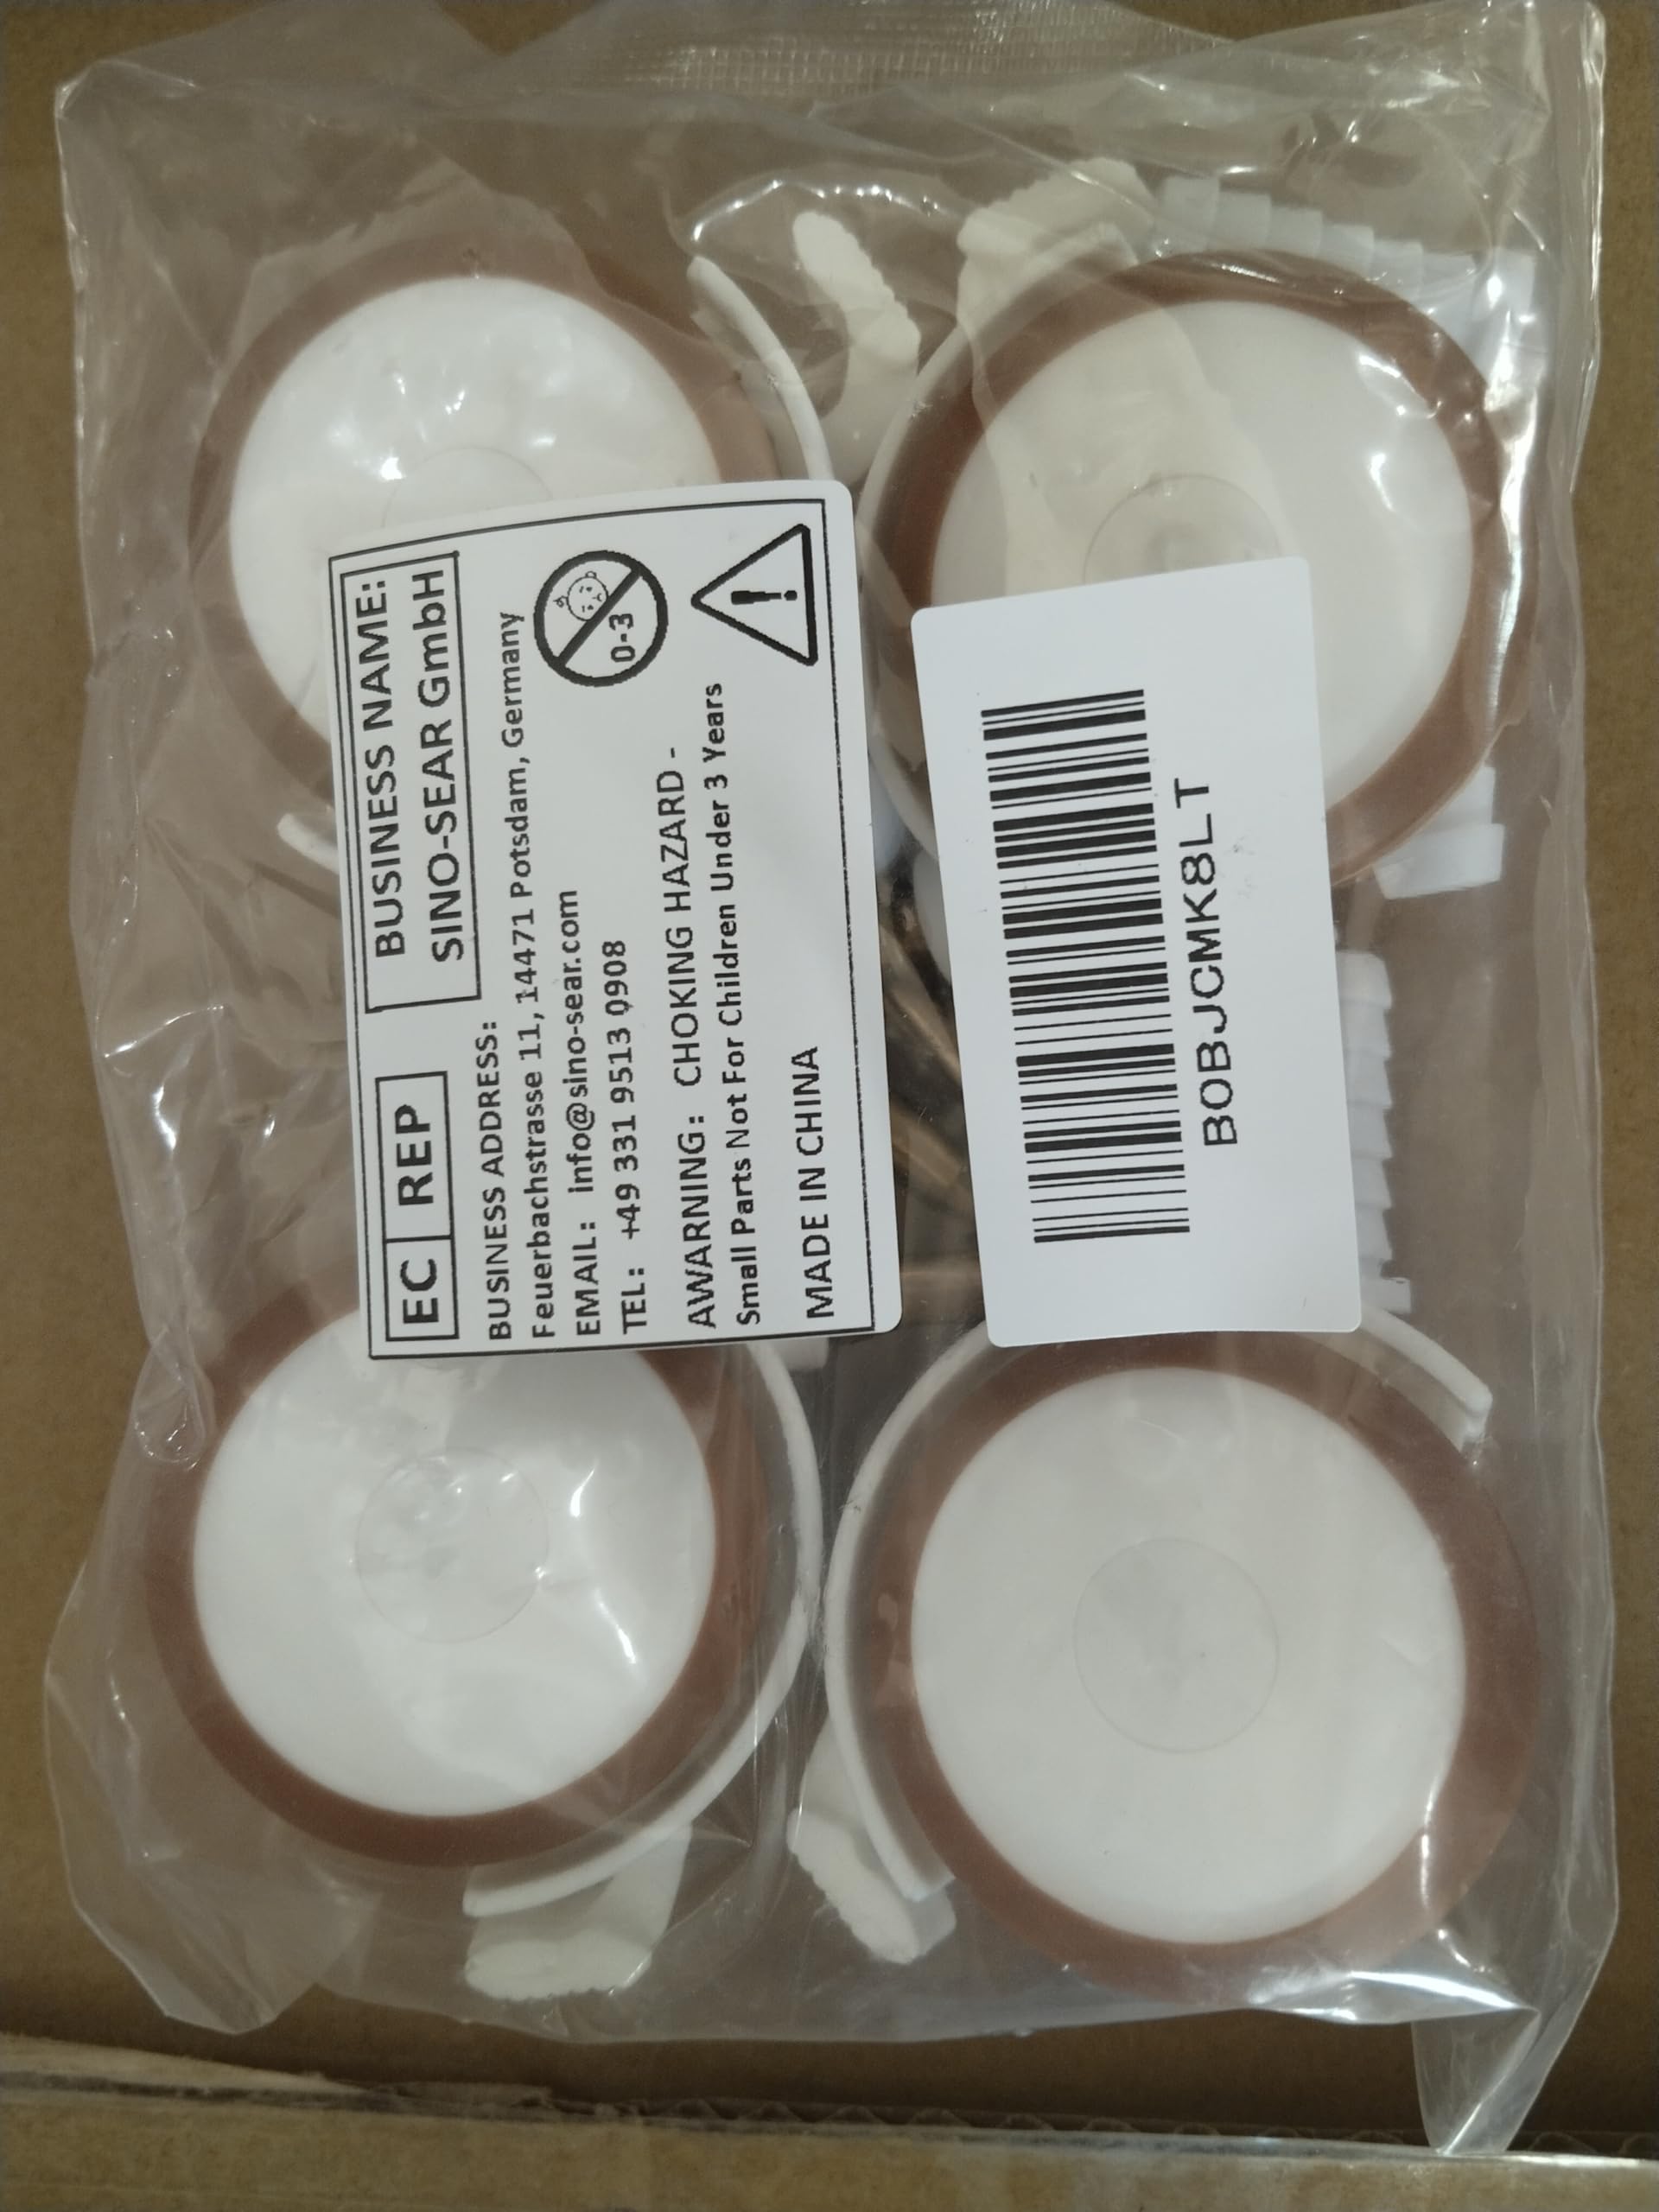 EC REP
BUSINESS NAME:
SINO-SEAR GmbH
BUSINESS ADDRESS:
Feuerbachstrasse 11, 14471 Potsdam, Germany
EMAIL: info@sino-sear.com
TEL: +49 331 9513 0908
0-3
AWARNING: CHOKING HAZARD -
Small Parts Not For Children Under 3 Years
!
MADE IN CHINA
B0BJCMK8LT